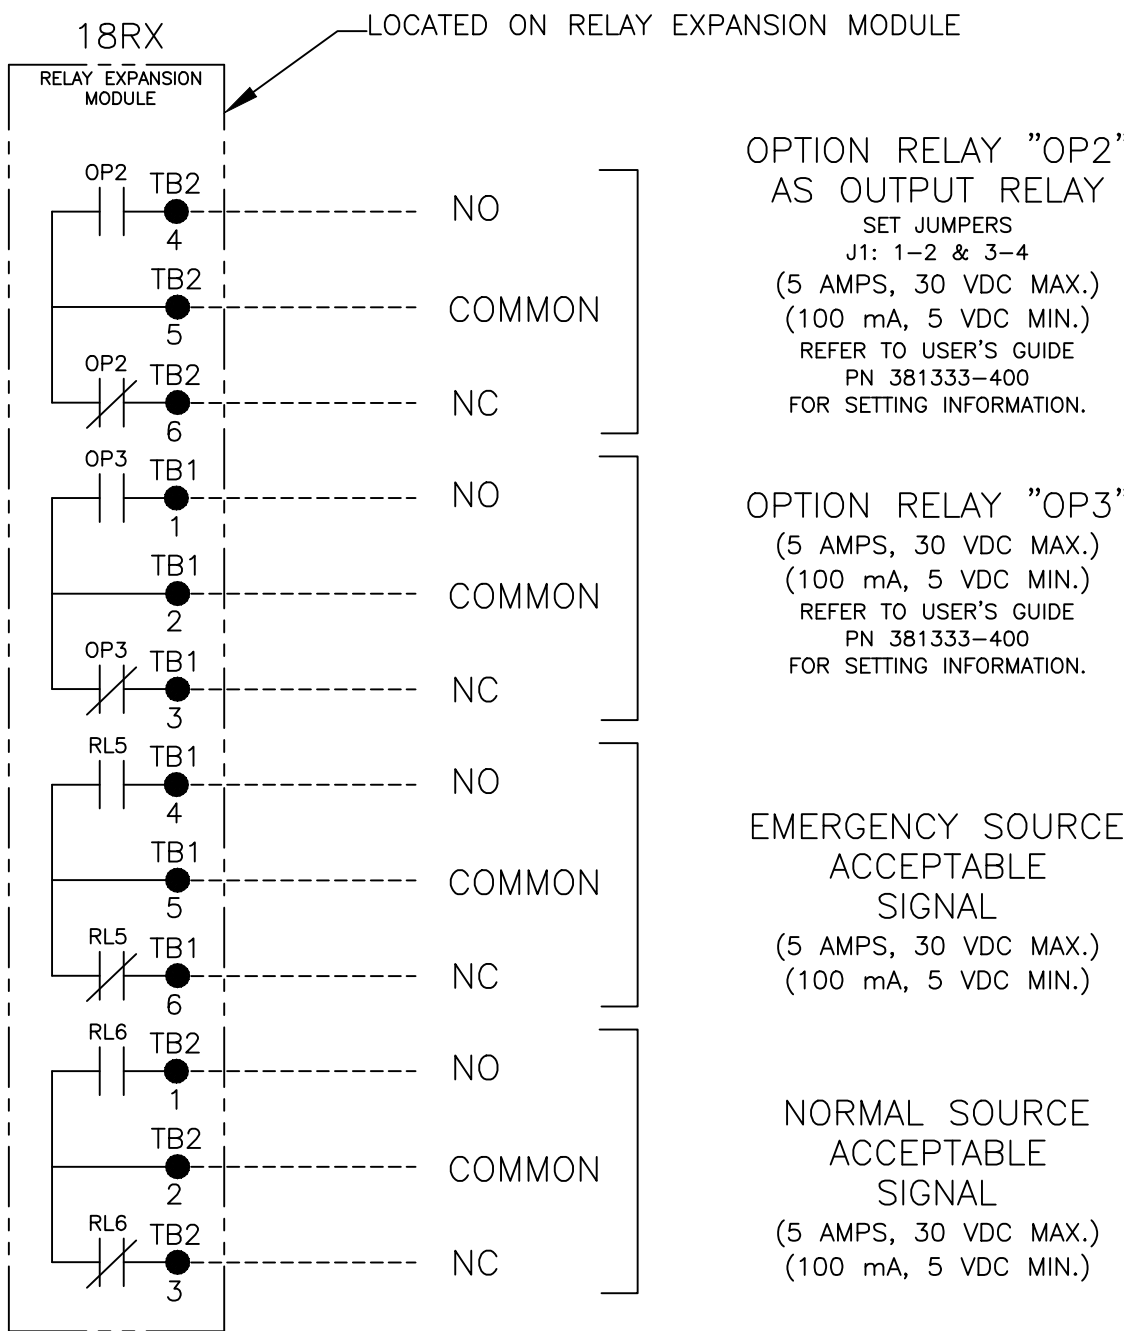 18RX
LOCATED ON RELAY EXPANSION MODULE
RELAY EXPANSION
MODULE
OP2
TB2
4
NO
TB2
5
COMMON
OP2
TB2
6
NC
OPTION RELAY "OP2"
AS OUTPUT RELAY
SET JUMPERS
J1: 1-2 & 3-4
(5 AMPS, 30 VDC MAX.)
(100 mA, 5 VDC MIN.)
REFER TO USER'S GUIDE
PN 381333-400
FOR SETTING INFORMATION.
OP3
TB1
1
NO
TB1
2
COMMON
OP3
TB1
3
NC
OPTION RELAY "OP3"
(5 AMPS, 30 VDC MAX.)
(100 mA, 5 VDC MIN.)
REFER TO USER'S GUIDE
PN 381333-400
FOR SETTING INFORMATION.
RL5
TB1
4
NO
TB1
5
COMMON
RL5
TB1
6
NC
EMERGENCY SOURCE
ACCEPTABLE
SIGNAL
(5 AMPS, 30 VDC MAX.)
(100 mA, 5 VDC MIN.)
RL6
TB2
1
NO
TB2
2
COMMON
RL6
TB2
3
NC
NORMAL SOURCE
ACCEPTABLE
SIGNAL
(5 AMPS, 30 VDC MAX.)
(100 mA, 5 VDC MIN.)